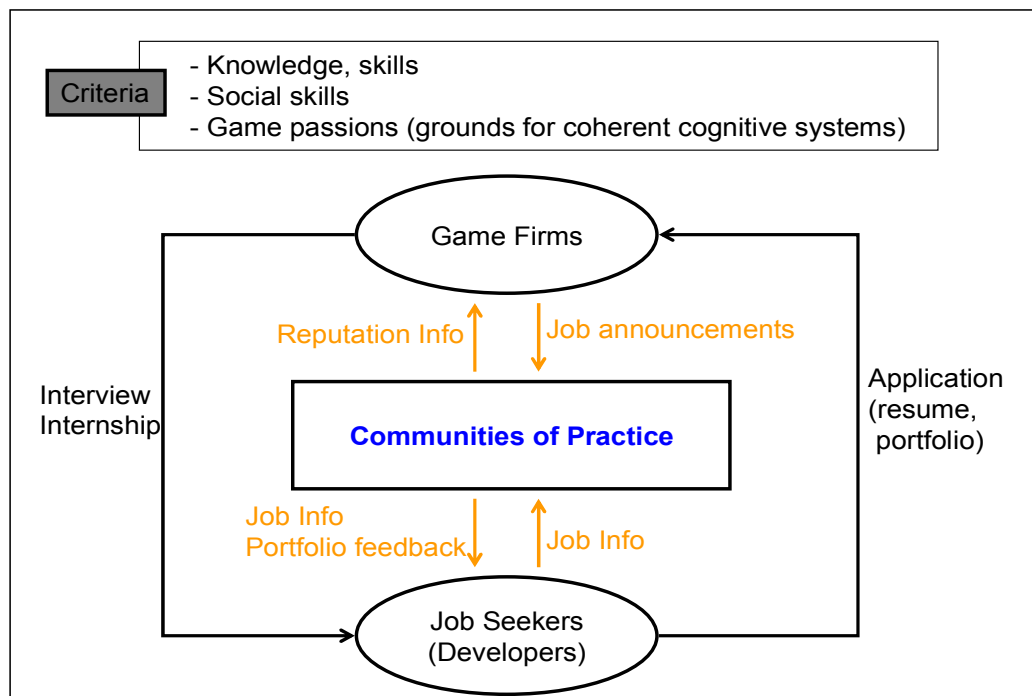 Criteria
- Knowledge, skills
- Social skills
- Game passions (grounds for coherent cognitive systems)
Game Firms
Reputation Info
Job announcements
Interview
Internship
Application
(resume,
portfolio)
Communities of Practice
Job Info
Portfolio feedback
Job Info
Job Seekers
(Developers)